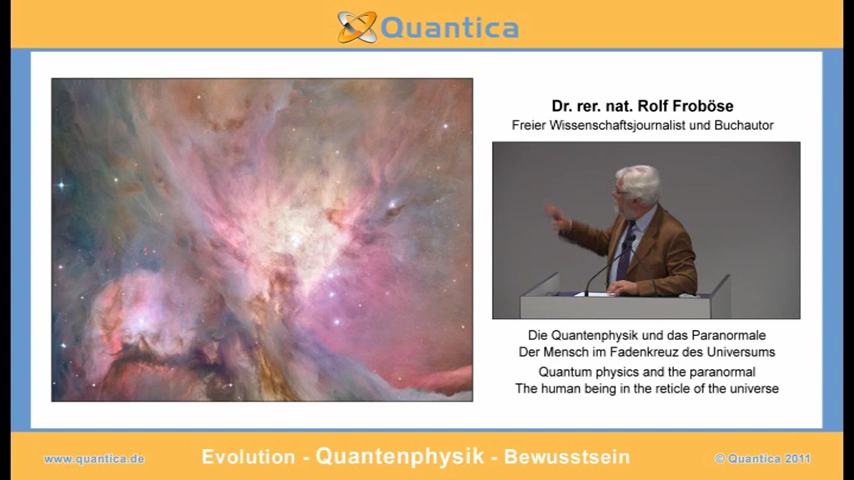 Quantica
Dr. rer. nat. Rolf Froböse
Freier Wissenschaftsjournalist und Buchautor
Die Quantenphysik und das Paranormale
Der Mensch im Fadenkreuz des Universums
Quantum physics and the paranormal
The human being in the reticle of the universe
www.quantica.de
Evolution - Quantenphysik - Bewusstsein
© Quantica 2011